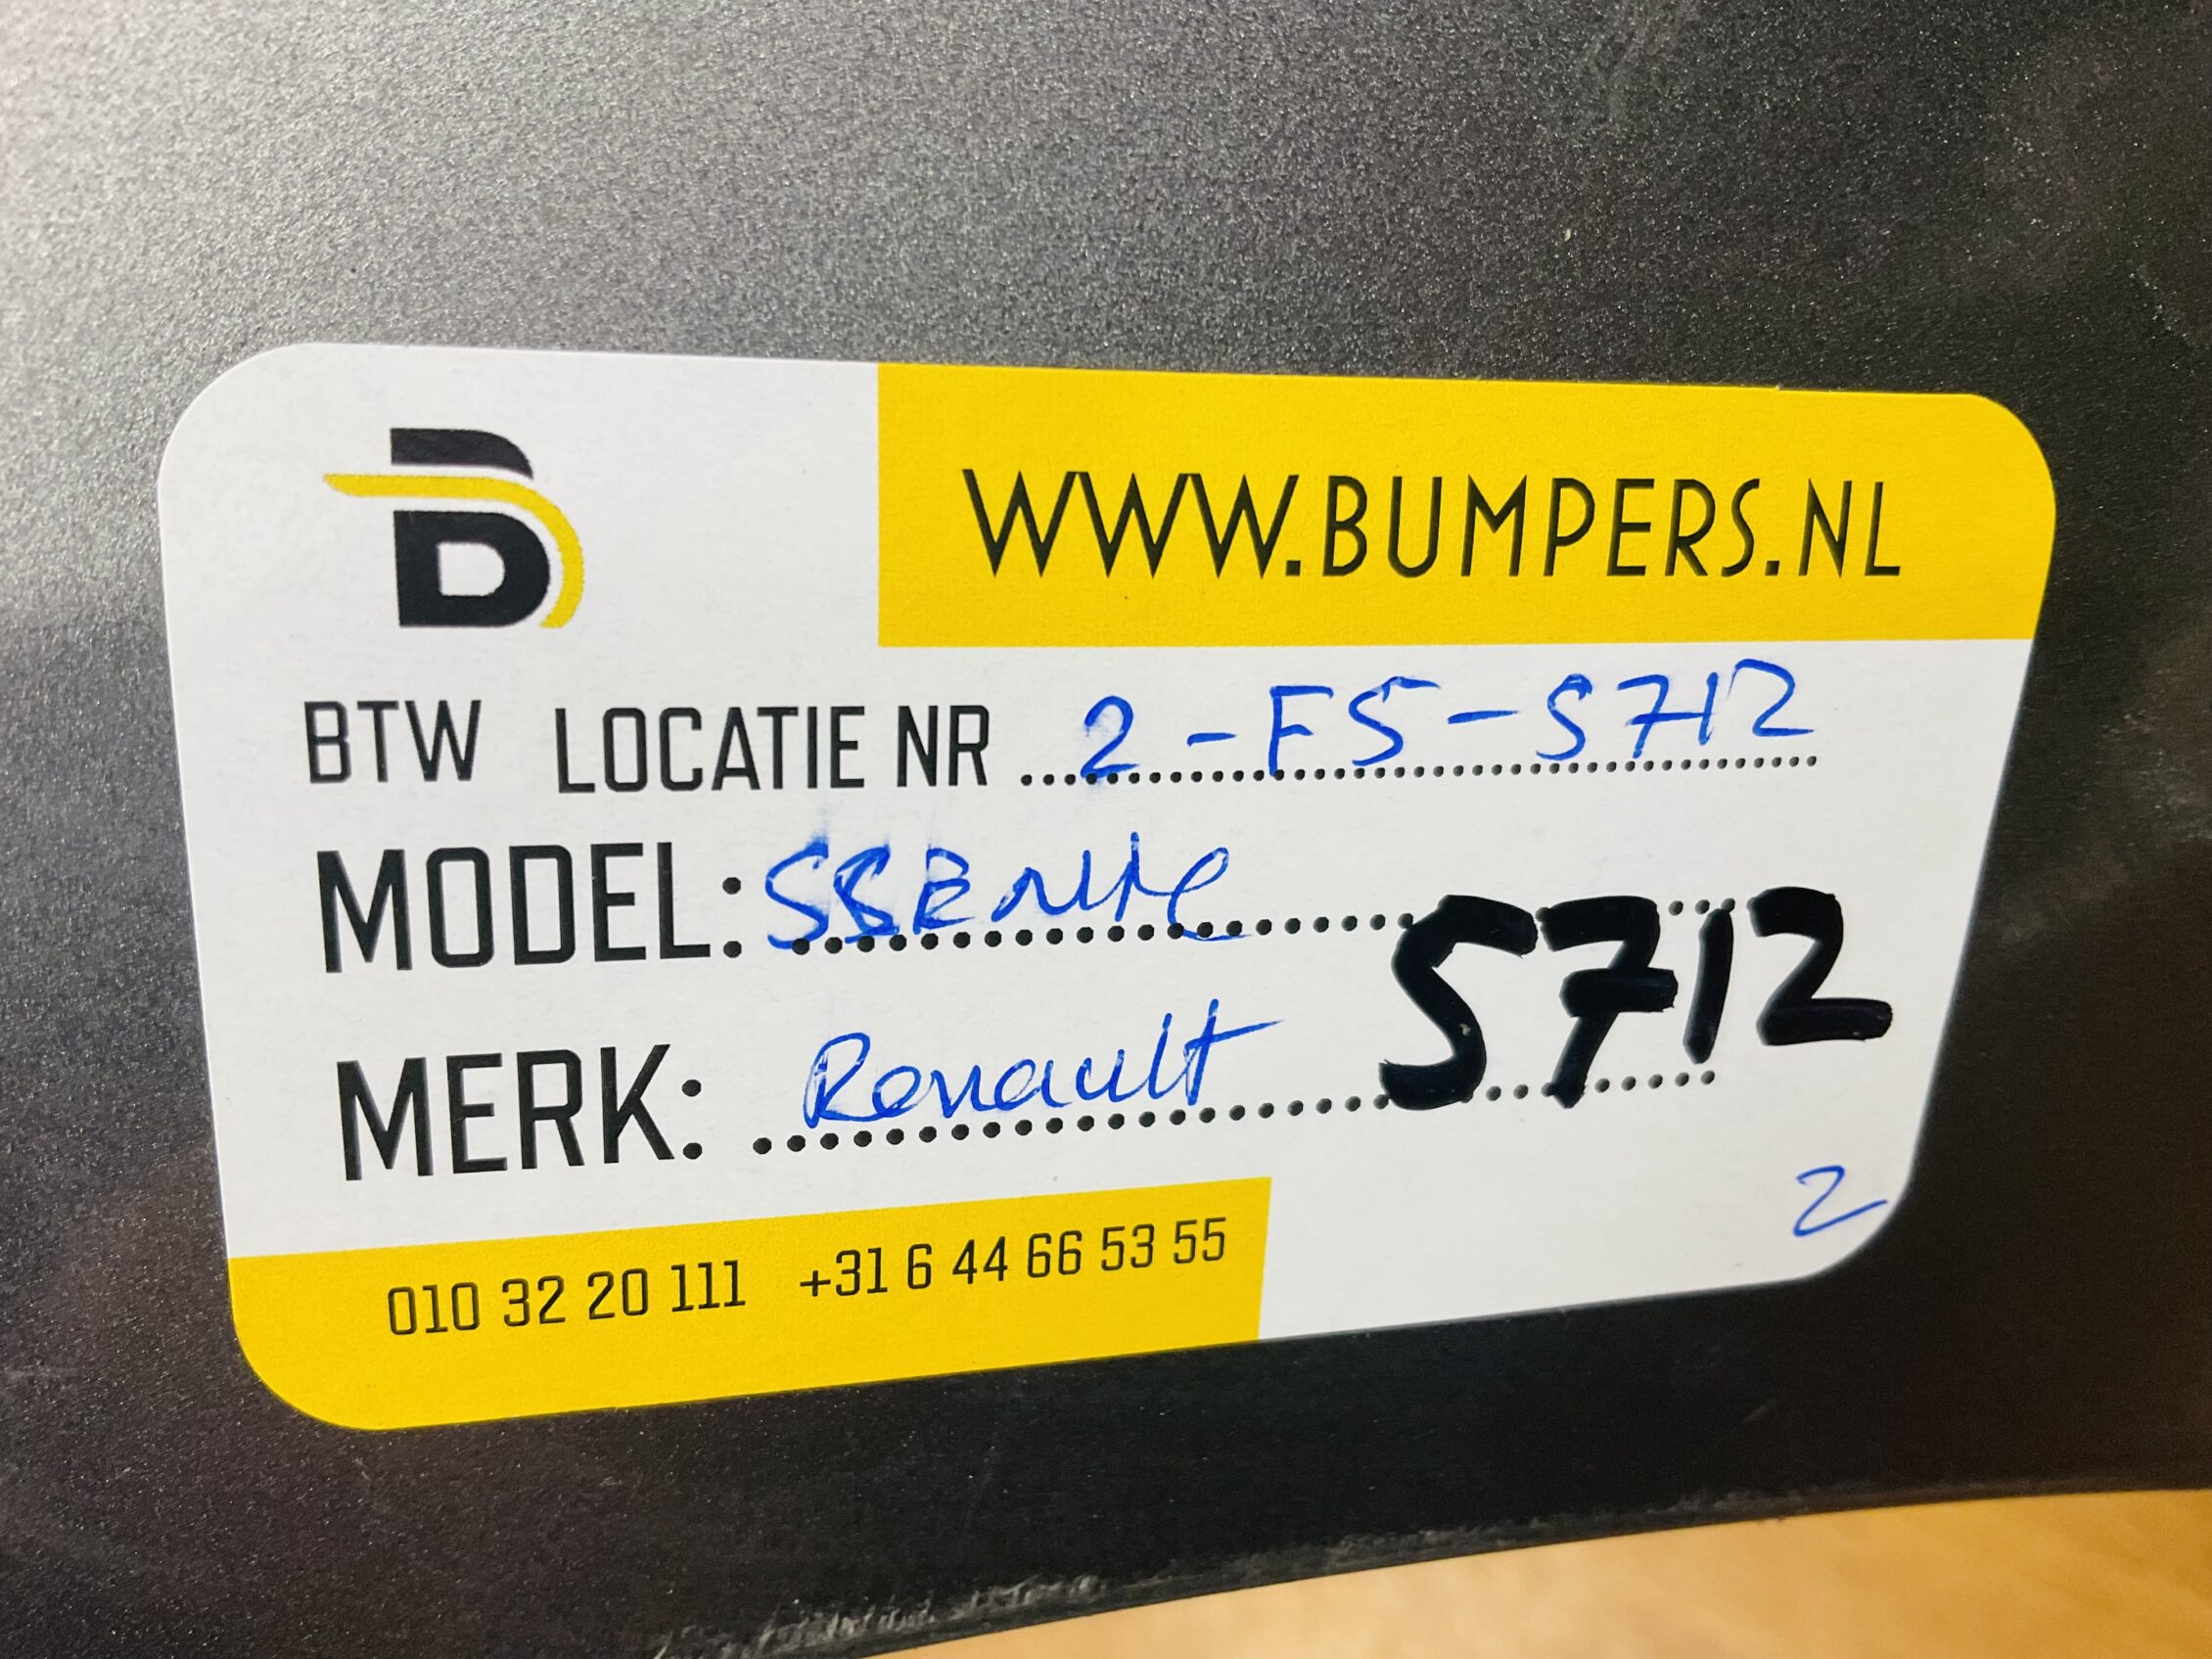 B
WWW.BUMPERS.NL
BTW LOCATIE NR 2-F5-S712
MODEL:
S712
MERK: Renault
2
010 32 20 111 +31 6 44 66 53 55